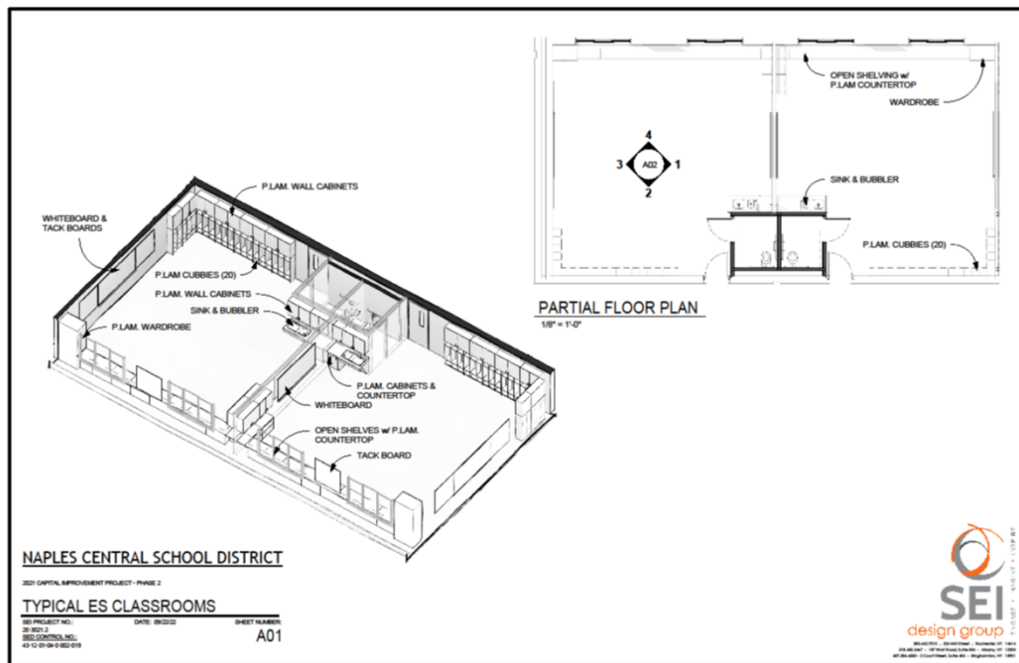 OPEN SHELVING w/
P.LAM COUNTERTOP
WARDROBE
4
3
A02
1
2
SINK & BUBBLER
P.LAM. CUBBIES (20)
PARTIAL FLOOR PLAN
1/8" = 1'-0"
P.LAM. WALL CABINETS
WHITEBOARD &
TACK BOARDS
P.LAM CUBBIES (20)
P.LAM. WALL CABINETS
SINK & BUBBLER
P.LAM. WARDROBE
P.LAM. CABINETS &
COUNTERTOP
WHITEBOARD
OPEN SHELVES w/ P.LAM.
COUNTERTOP
TACK BOARD
NAPLES CENTRAL SCHOOL DISTRICT
2021 CAPITAL IMPROVEMENT PROJECT - PHASE 2
TYPICAL ES CLASSROOMS
SEI PROJECT NO.:
DATE:
SHEET NUMBER:
A01
SED CONTROL NO.:
SEI
design group